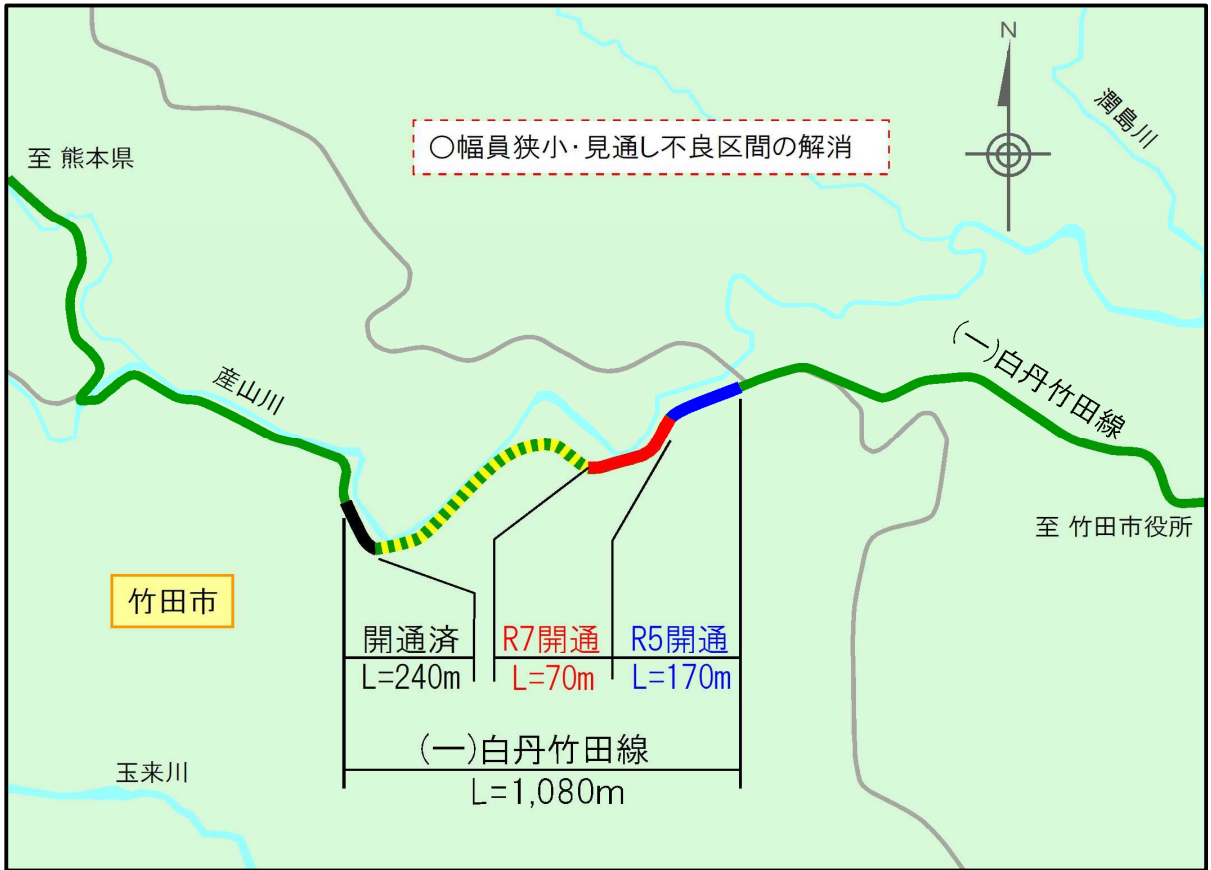 N
潤島川
○幅員狭小・見通し不良区間の解消
至 熊本県
産山川
(一)白丹竹田線
至 竹田市役所
竹田市
開通済
L=240m
R7開通
L=70m
R5開通
L=170m
(一)白丹竹田線
L=1,080m
玉来川